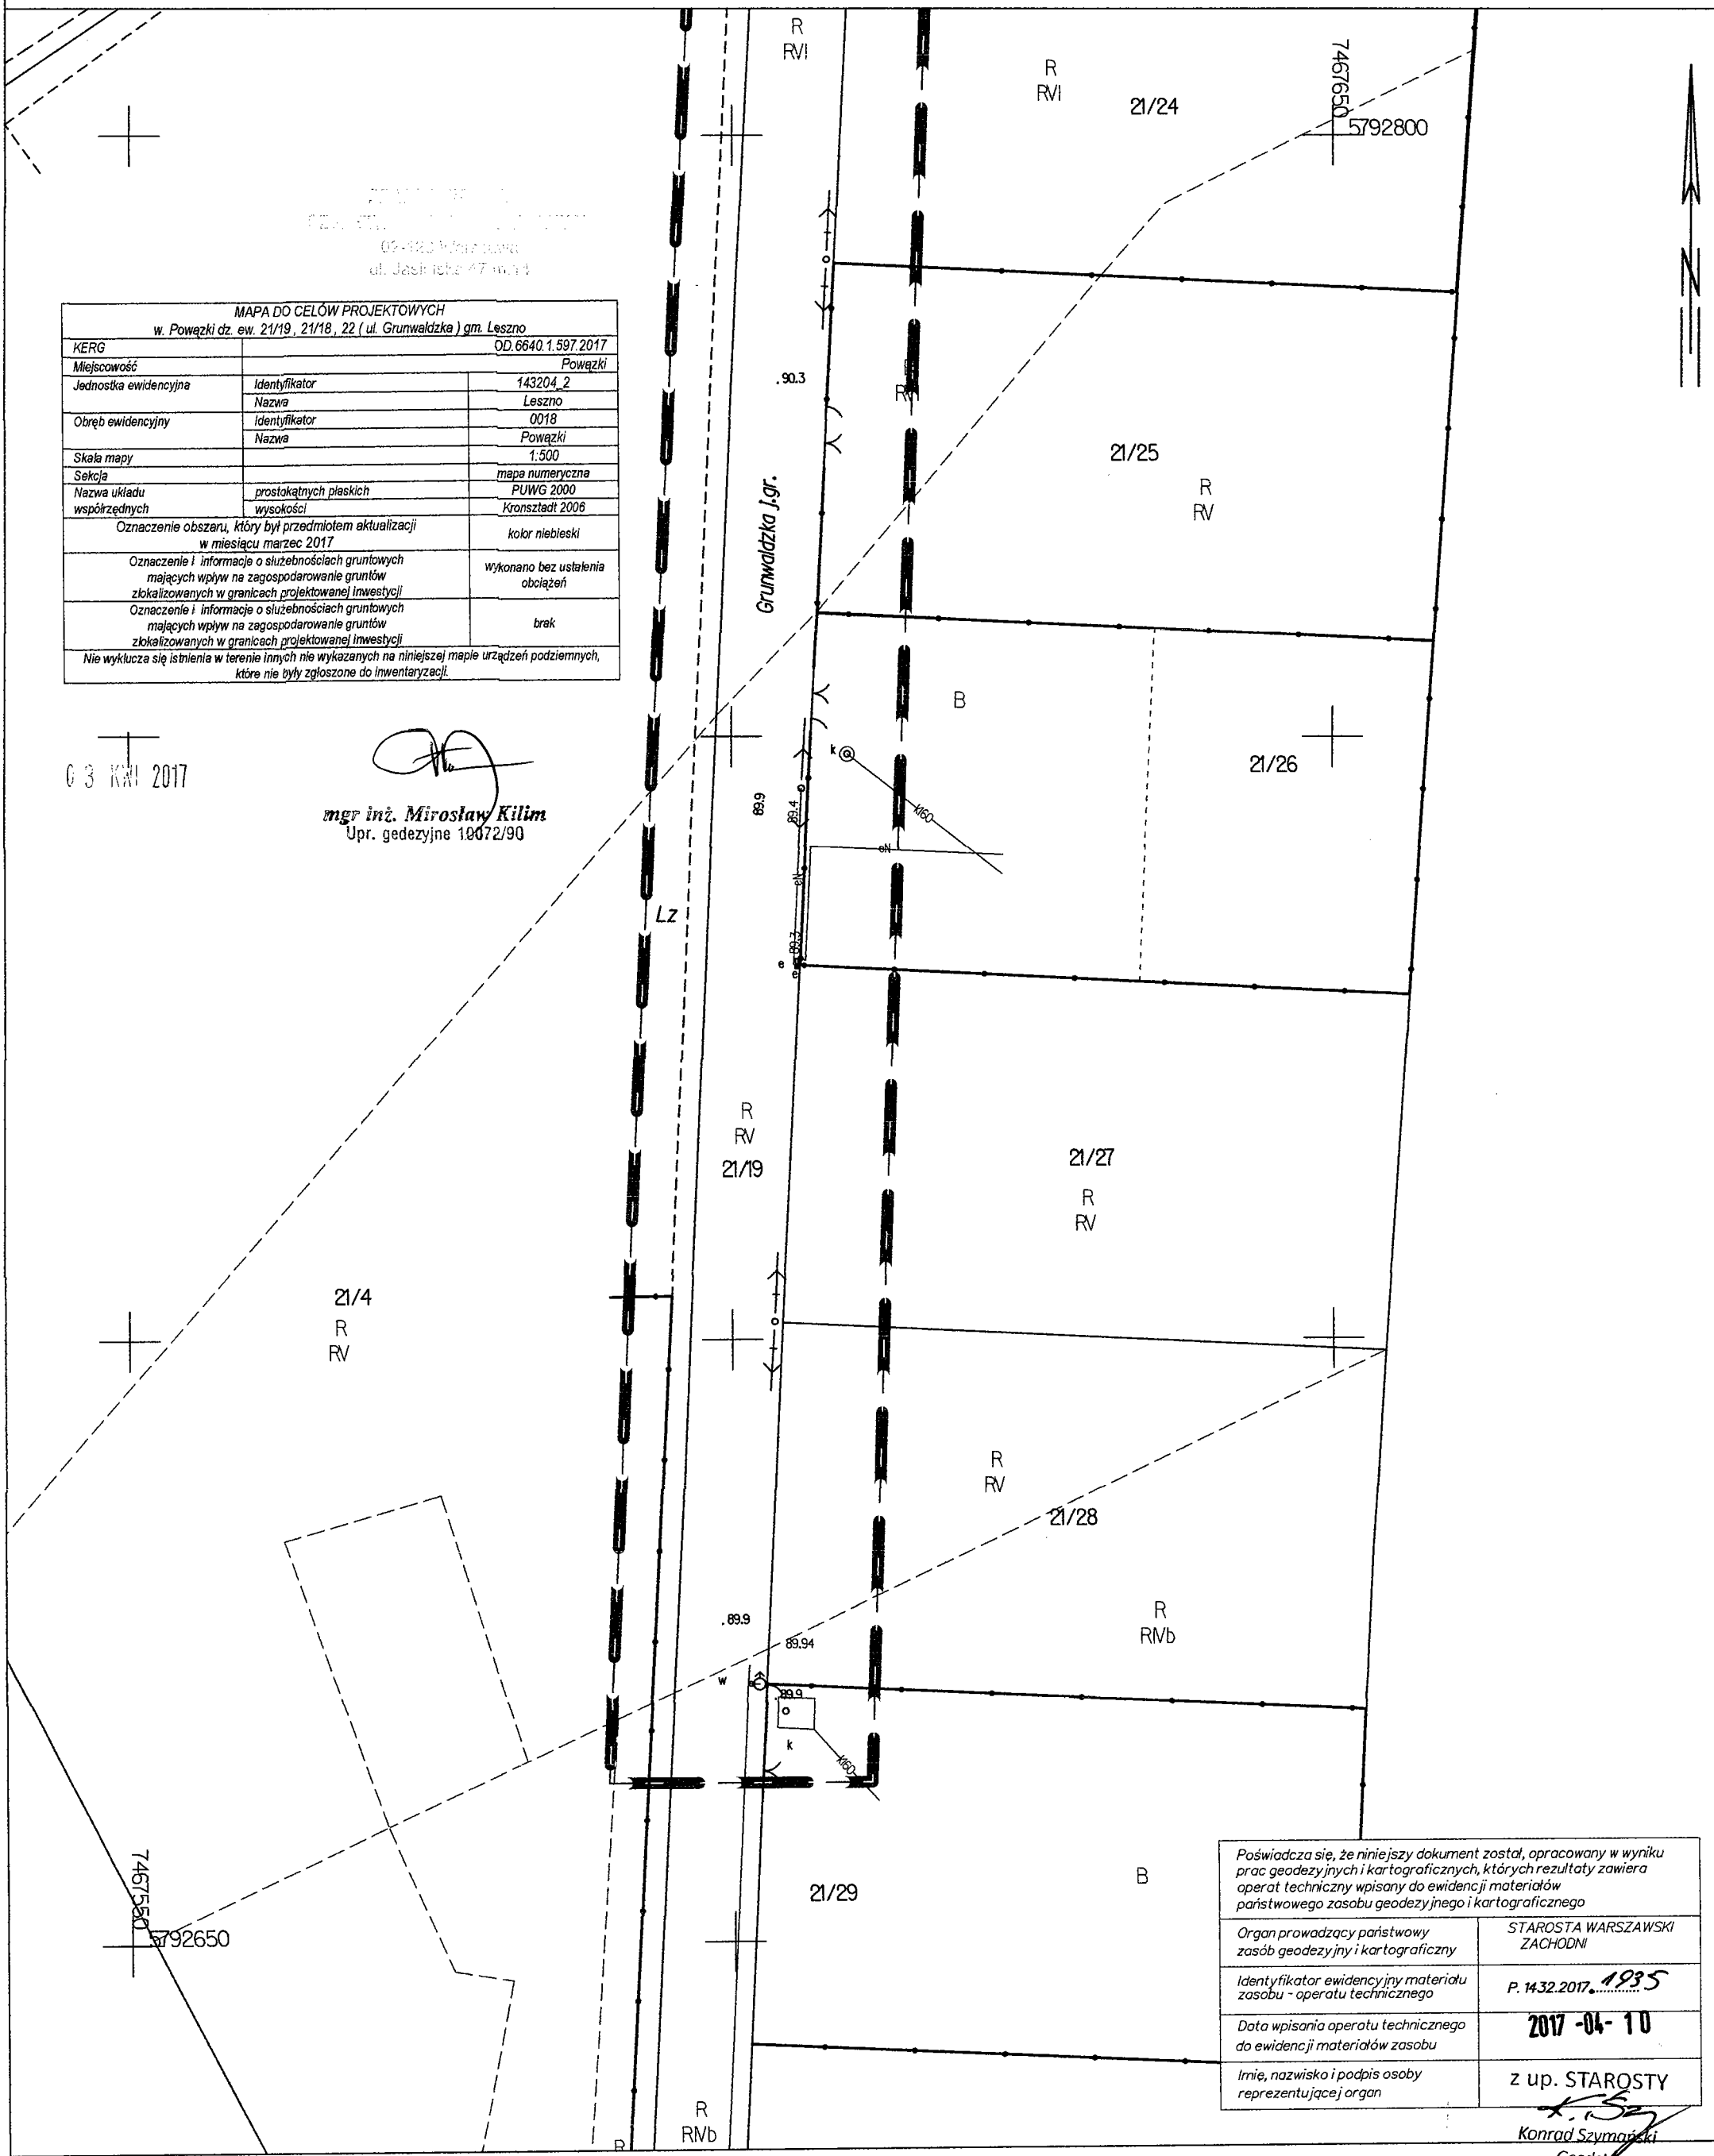 R
RVI
R
RVI
21/24
7467650
5792800
N
MAPA DO CELÓW PROJEKTOWYCH
w. Powązki dz. ew. 21/19 , 21/18 , 22 ( ul. Grunwaldzka ) gm. Leszno
KERG OD.6640.1.597.2017
Miejscowość Powązki
Jednostka ewidencyjna Identyfikator 143204_2
Nazwa Leszno
Obręb ewidencyjny Identyfikator 0018
Nazwa Powązki
Skala mapy 1:500
Sekcja mapa numeryczna
Nazwa układu prostokątnych płaskich PUWG 2000
współrzędnych wysokości Kronsztadt 2006
Oznaczenie obszaru, który był przedmiotem aktualizacji
w miesiącu marzec 2017
kolor niebieski
Oznaczenie i informacje o służebnościach gruntowych
mających wpływ na zagospodarowanie gruntów
zlokalizowanych w granicach projektowanej inwestycji
wykonano bez ustalenia
obciążeń
Oznaczenie i informacje o służebnościach gruntowych
mających wpływ na zagospodarowanie gruntów
zlokalizowanych w granicach projektowanej inwestycji
brak
Nie wyklucza się istnienia w terenie innych nie wykazanych na niniejszej mapie urządzeń podziemnych,
które nie były zgłoszone do inwentaryzacji.
.90.3
21/25
R
RV
Grunwaldzka j.gr.
B
21/26
k
k160
03 KWI 2017
mgr inż. Mirosław Kilim
Upr. gedezyjne 10072/90
89.9
89.4
eN
eN
89.3
e
e
Lz
R
RV
21/19
21/27
R
RV
21/4
R
RV
R
RV
21/28
R
RIVb
.89.9
89.94
w
89.9
k
k160
7467550
5792650
21/29
B
R
RIVb
R
Poświadcza się, że niniejszy dokument został, opracowany w wyniku
prac geodezyjnych i kartograficznych, których rezultaty zawiera
operat techniczny wpisany do ewidencji materiałów
państwowego zasobu geodezyjnego i kartograficznego
Organ prowadzący państwowy
zasób geodezyjny i kartograficzny
STAROSTA WARSZAWSKI
ZACHODNI
Identyfikator ewidencyjny materiału
zasobu - operatu technicznego
P. 1432.2017. 1935
Data wpisania operatu technicznego
do ewidencji materiałów zasobu
2017 -04- 10
Imię, nazwisko i podpis osoby
reprezentującej organ
z up. STAROSTY
Konrad Szymański